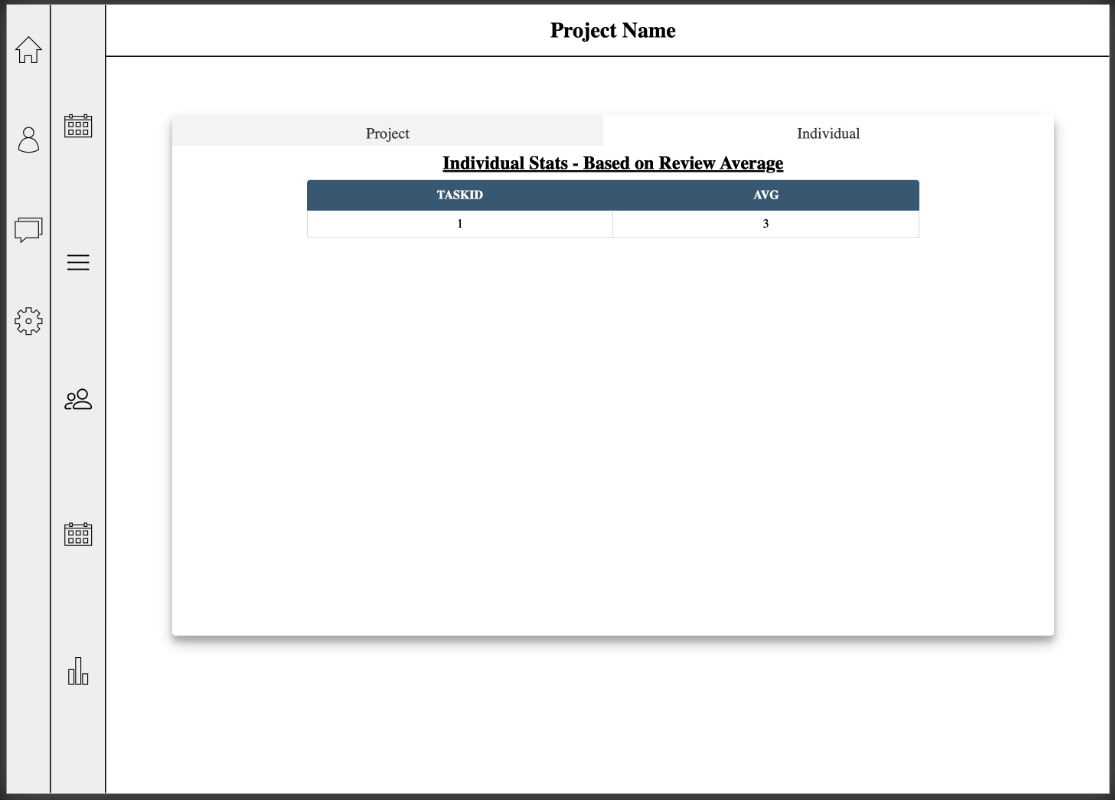 Project Name
Project Individual
Individual Stats - Based on Review Average
TASKID AVG
1 3